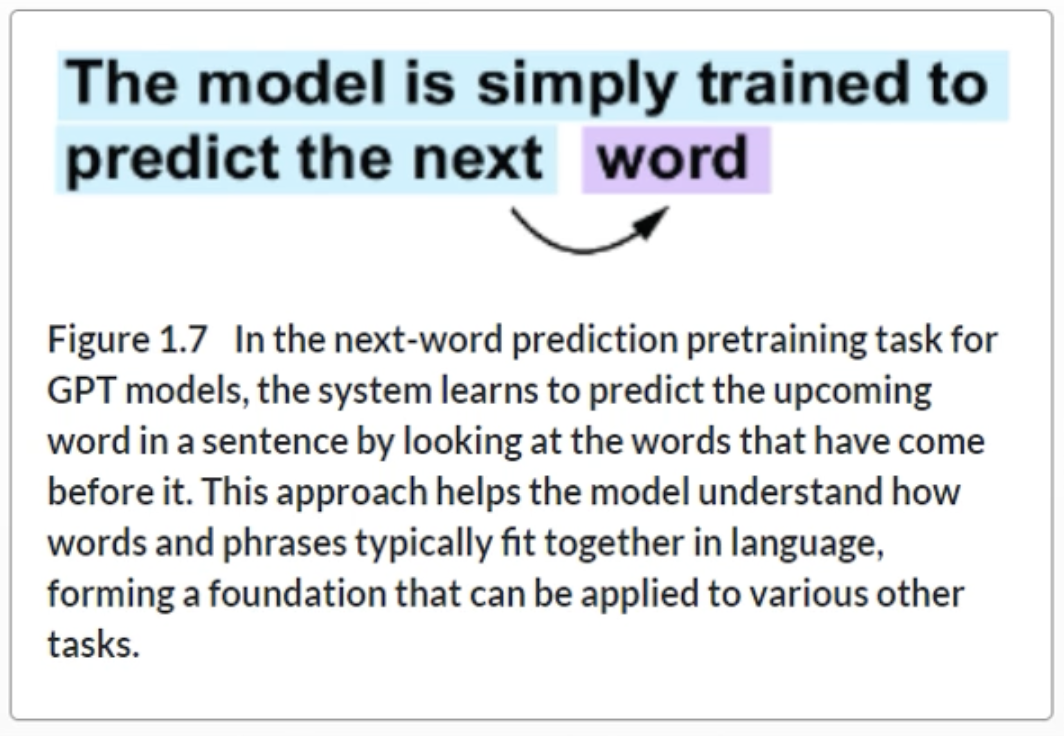 The model is simply trained to
predict the next word
Figure 1.7 In the next-word prediction pretraining task for
GPT models, the system learns to predict the upcoming
word in a sentence by looking at the words that have come
before it. This approach helps the model understand how
words and phrases typically fit together in language,
forming a foundation that can be applied to various other
tasks.